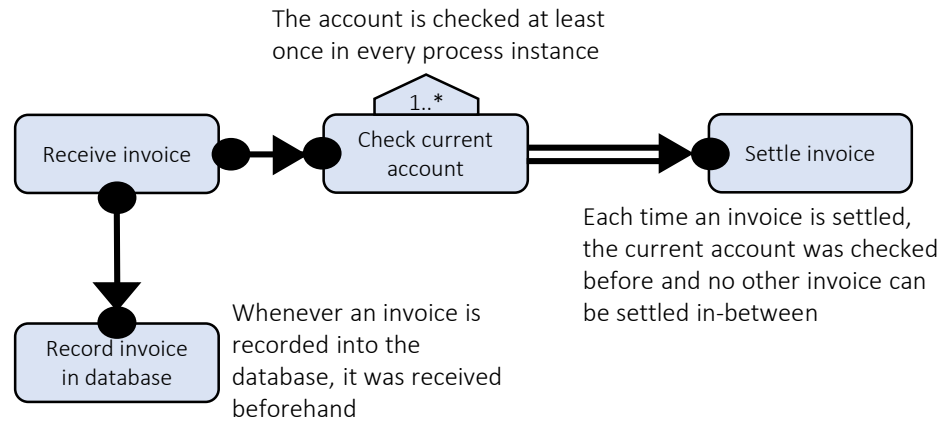 The account is checked at least
once in every process instance
1..*
Receive invoice
Check current
account
Settle invoice
Each time an invoice is settled,
the current account was checked
before and no other invoice can
be settled in-between
Record invoice
in database
Whenever an invoice is
recorded into the
database, it was received
beforehand